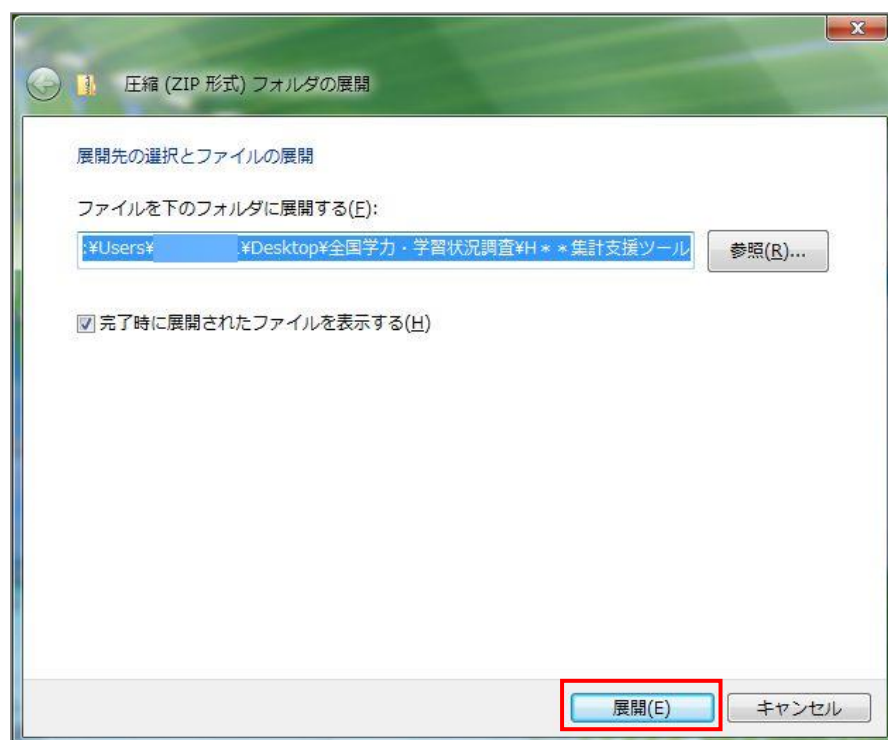 圧縮 (ZIP 形式) フォルダの展開
展開先の選択とファイルの展開
ファイルを下のフォルダに展開する(F):
:¥Users¥ ¥Desktop¥全国学力・学習状況調査¥H＊＊集計支援ツール 参照(R)...
完了時に展開されたファイルを表示する(H)
展開(E) キャンセル